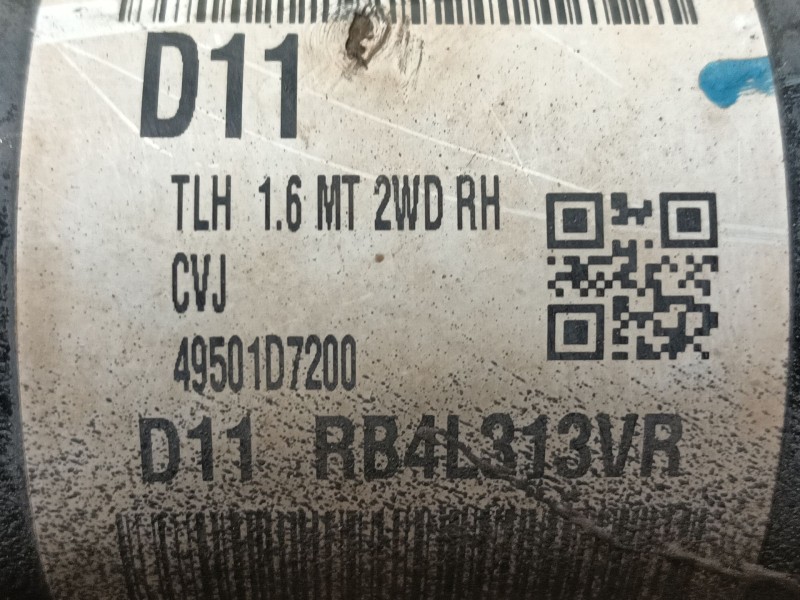 D11
TLH 1.6 MT 2WD RH
CVJ
49501D7200
D11 RB4L313VR